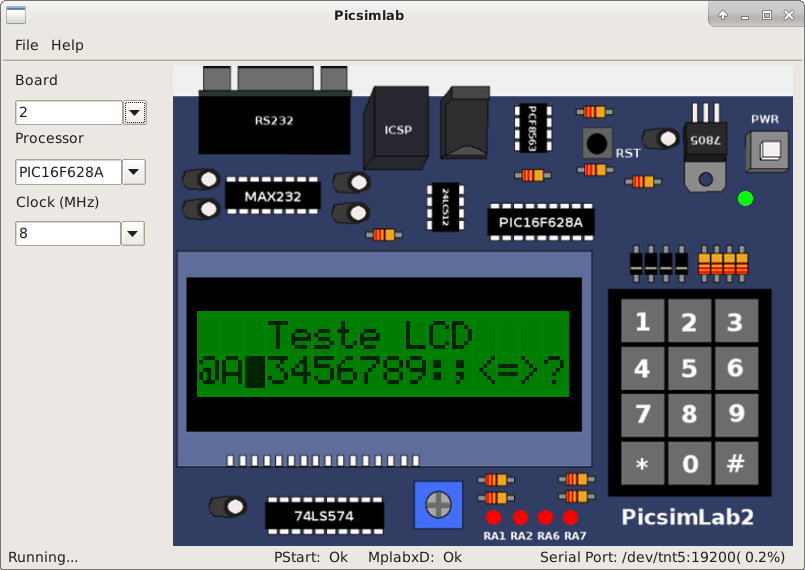 Picsimlab
File Help
Board
2
Processor
PIC16F628A
Clock (MHz)
8
RS232
ICSP
PCF8563
RST
7805
PWR
MAX232
24LC512
PIC16F628A
Teste LCD
@A 3456789:;<=>?
1 2 3
4 5 6
7 8 9
* 0 #
74LS574
RA1 RA2 RA6 RA7
PicsimLab2
Running... PStart: Ok MplabxD: Ok Serial Port: /dev/tnt5:19200( 0.2%)